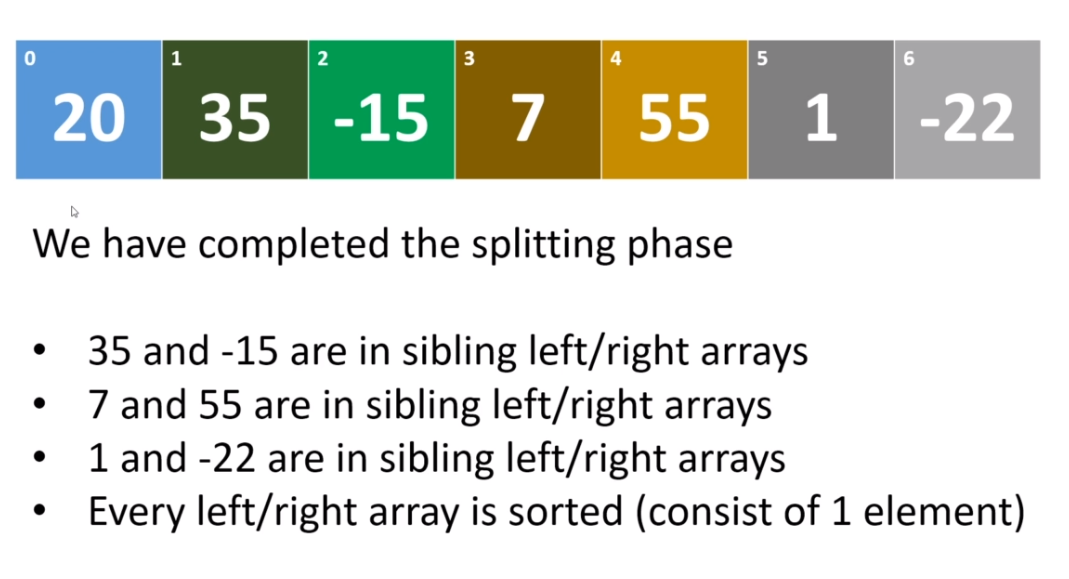 0 1 2 3 4 5 6
20 35 -15 7 55 1 -22
We have completed the splitting phase
• 35 and -15 are in sibling left/right arrays
• 7 and 55 are in sibling left/right arrays
• 1 and -22 are in sibling left/right arrays
• Every left/right array is sorted (consist of 1 element)